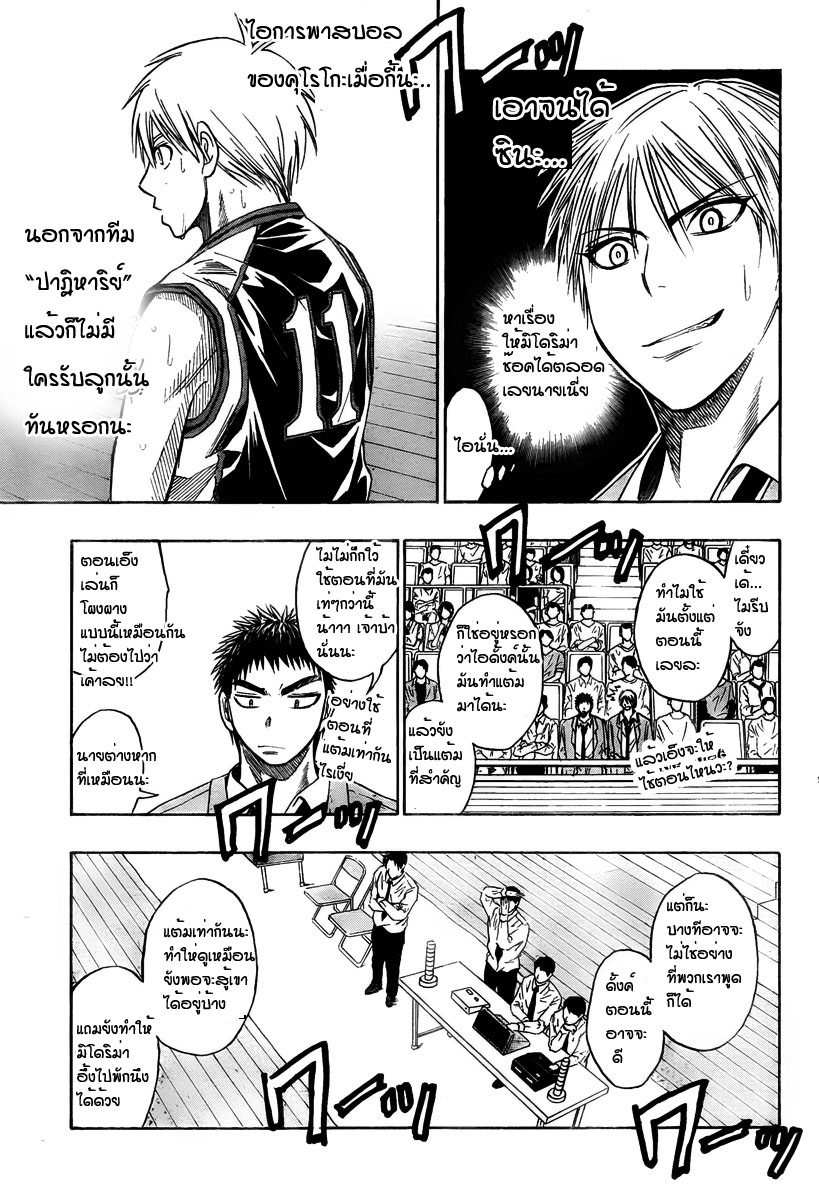 เอาจนได้
ซินะ...
หาเรื่อง
ให้มิโดริม่า
ช๊อคได้ตลอด
เลยนายเนี่ย
ไอนั่น...
ไอการพาสบอล
ของคุโรโกะเมื่อกี้นี่ะ..
นอกจากทีม
“ปาฏิหาริย์”
แล้วก็ไม่มี
ใครรับลูกนั้น
ทันหรอกนะ
11
ワーッ
เดี๋ยว
เด้...
ไม่รีบ
จัง
ทำไมใช้
มันตั้งแต่
ตอนนี้
เลยละ
แล้วเอ็งจะให้
ใช้ตอนไหนวะ?
ก็ใช่อยู่หรอก
ว่าไอดั้งค์นั้น
มันทำแต้ม
มาได้นะ
แล้วยัง
เป็นแต้ม
ที่สำคัญ
ワーッ
ไมไม่กั๊กไว้
ใช้ตอนที่มัน
เท่ๆกว่านี้
น้าาา เจ้าบ้า
นั่นนะ
อย่างใช้
ตอนที่
แต้มเท่ากัน
ไรเงี้ย
ตอนเอ็ง
เล่นก็
โผงผาง
แบบนี้เหมือนกัน
ไม่ต้องไปว่า
เค้าเลย!!
นายต่างหาก
ที่เหมือนนะ
ワーッ
แต่ก็นะ
บางทีอาจจะ
ไม่ใช่อย่าง
ที่พวกเราพูด
ก็ได้
ดั้งค์
ตอนนี้
อาจจะ
ดี
แต้มเท่ากันนะ
ทำให้ดูเหมือน
ยังพอจะสู้เขา
ได้อยู่บ้าง
แถมยังทำให้
มิโดริม่า
อึ้งไปพักนึง
ได้ด้วย
ワーッ
ワーッ